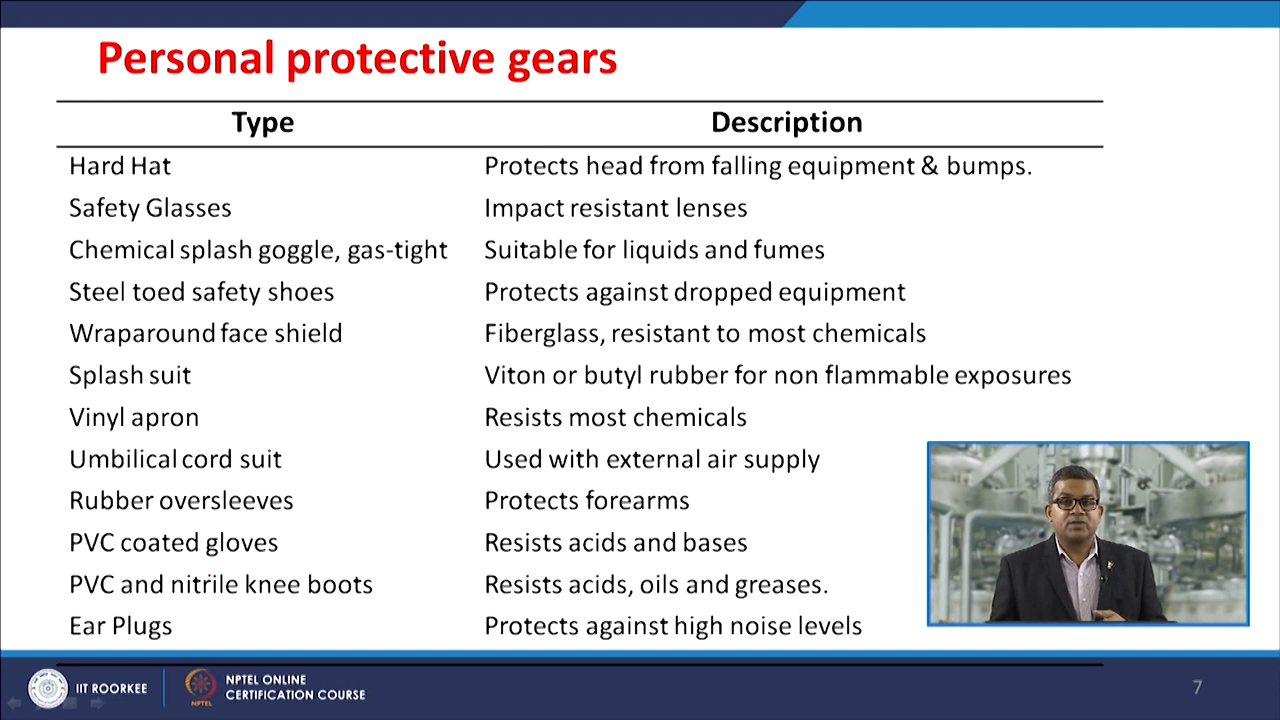 Personal protective gears
Type Description
Hard Hat Protects head from falling equipment & bumps.
Safety Glasses Impact resistant lenses
Chemical splash goggle, gas-tight Suitable for liquids and fumes
Steel toed safety shoes Protects against dropped equipment
Wraparound face shield Fiberglass, resistant to most chemicals
Splash suit Viton or butyl rubber for non flammable exposures
Vinyl apron Resists most chemicals
Umbilical cord suit Used with external air supply
Rubber oversleeves Protects forearms
PVC coated gloves Resists acids and bases
PVC and nitrile knee boots Resists acids, oils and greases.
Ear Plugs Protects against high noise levels
IIT ROORKEE
NPTEL
NPTEL ONLINE
CERTIFICATION COURSE
7